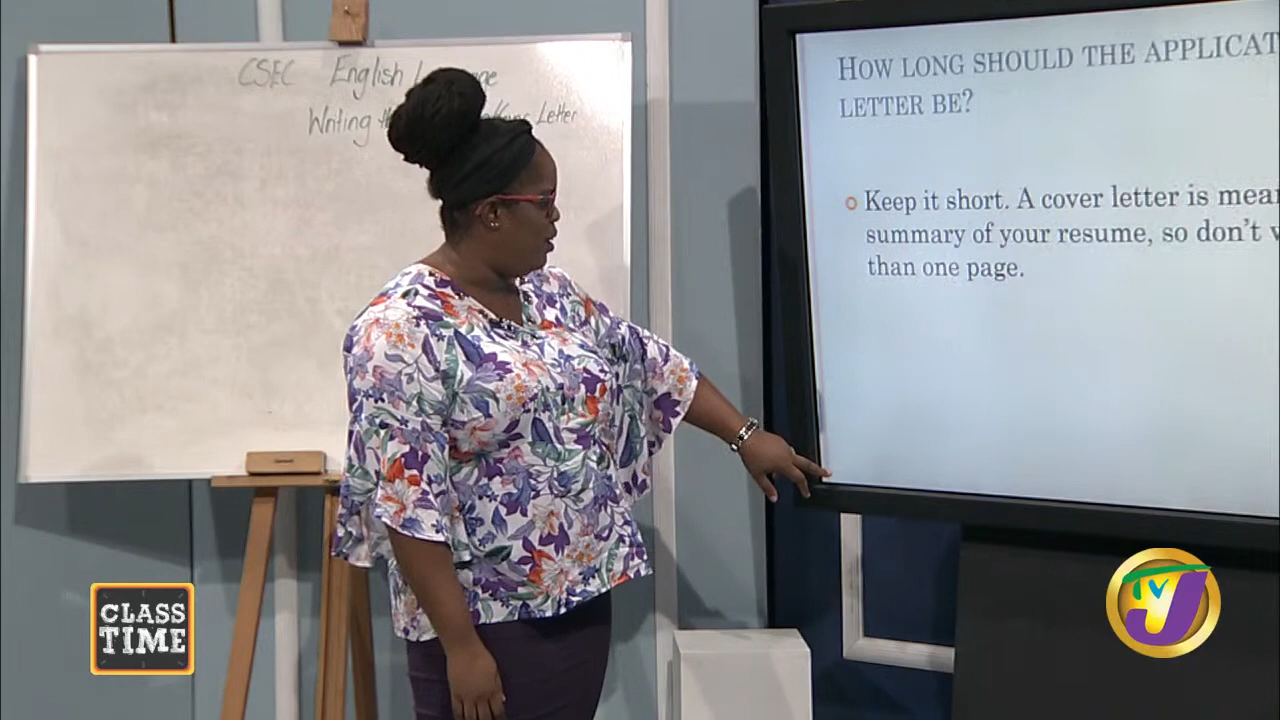 CSEC English
Writing Letter
HOW LONG SHOULD THE APPLICAT
LETTER BE?
Keep it short. A cover letter is mea
summary of your resume, so don't
than one page.
CLASS
TIME
TVJ